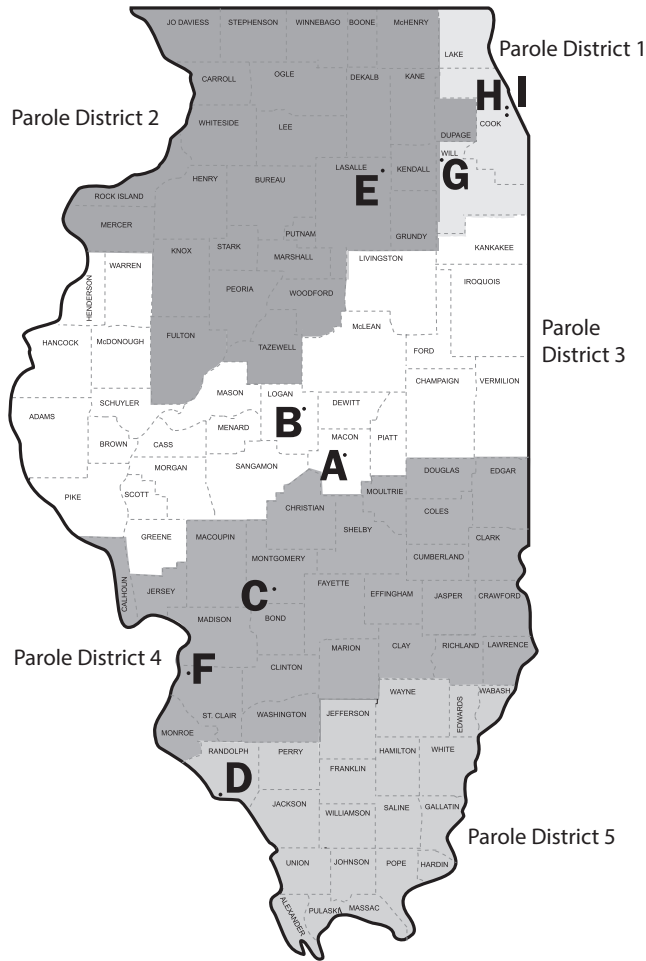 JO DAVIESS
STEPHENSON
WINNEBAGO
BOONE
McHENRY
LAKE
Parole District 1
CARROLL
OGLE
DEKALB
KANE
H
I
COOK
Parole District 2
WHITESIDE
LEE
DUPAGE
WILL
G
LASALLE
E
KENDALL
HENRY
BUREAU
ROCK ISLAND
MERCER
PUTNAM
GRUNDY
KNOX
STARK
MARSHALL
LIVINGSTON
KANKAKEE
WARREN
HENDERSON
PEORIA
WOODFORD
IROQUOIS
HANCOCK
McDONOUGH
FULTON
TAZEWELL
McLEAN
FORD
Parole
District 3
CHAMPAIGN
VERMILION
MASON
LOGAN
DEWITT
SCHUYLER
ADAMS
B
MENARD
BROWN
CASS
MACON
PIATT
A
MORGAN
SANGAMON
DOUGLAS
EDGAR
PIKE
SCOTT
MOULTRIE
CHRISTIAN
COLES
SHELBY
GREENE
MACOUPIN
CLARK
MONTGOMERY
CUMBERLAND
CALHOUN
JERSEY
C
FAYETTE
EFFINGHAM
JASPER
CRAWFORD
MADISON
BOND
Parole District 4
F
MARION
CLAY
RICHLAND
LAWRENCE
CLINTON
WAYNE
EDWARDS
WABASH
ST. CLAIR
WASHINGTON
JEFFERSON
MONROE
RANDOLPH
PERRY
HAMILTON
WHITE
D
FRANKLIN
JACKSON
WILLIAMSON
SALINE
GALLATIN
Parole District 5
UNION
JOHNSON
POPE
HARDIN
ALEXANDER
PULASKI
MASSAC